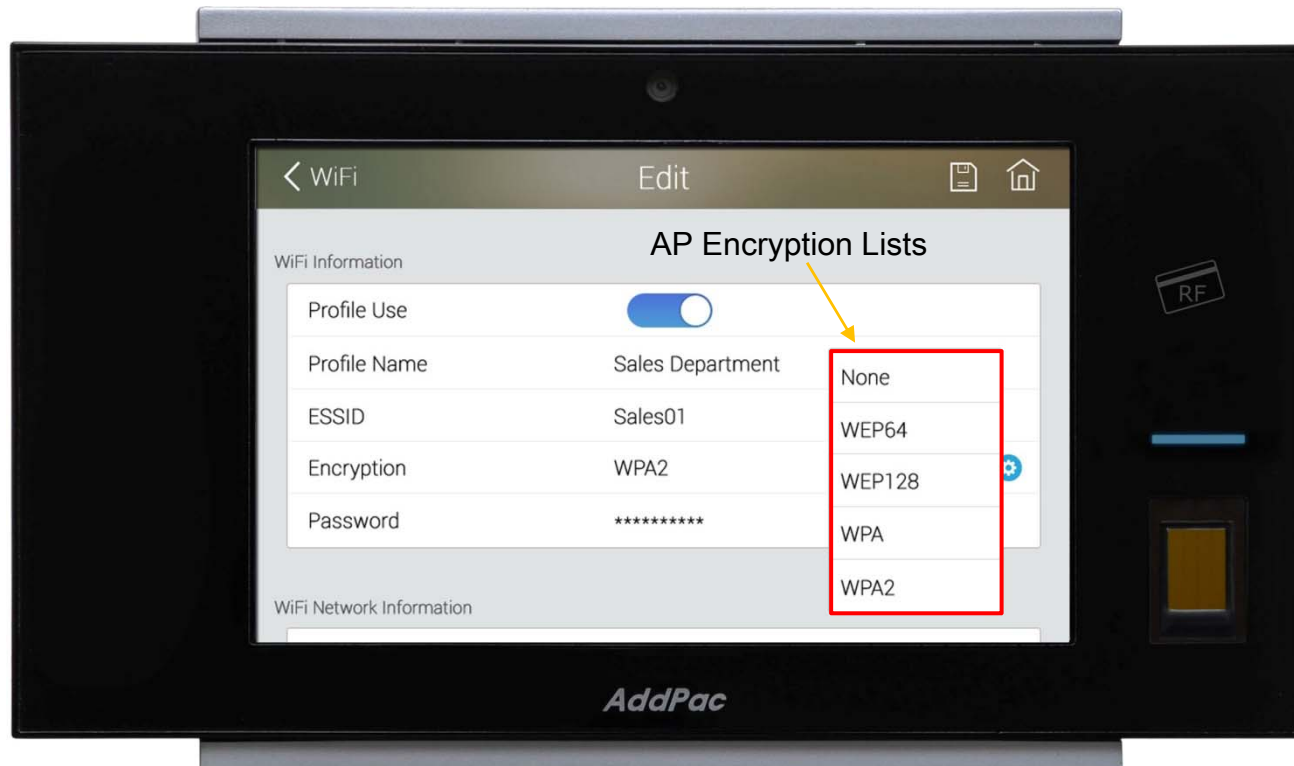 WiFi
Edit
AP Encryption Lists
WiFi Information
RF
Profile Use
Profile Name
Sales Department
None
ESSID
Sales01
WEP64
Encryption
WPA2
WEP128
Password
**********
WPA
WPA2
WiFi Network Information
AddPac